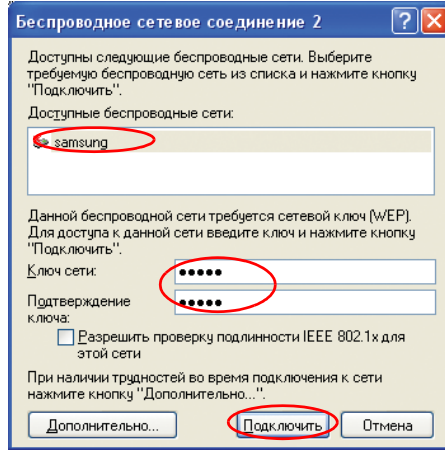 Беспроводное сетевое соединение 2
Доступны следующие беспроводные сети. Выберите
требуемую беспроводную сеть из списка и нажмите кнопку
"Подключить".
Доступные беспроводные сети:
samsung
Данной беспроводной сети требуется сетевой ключ (WEP).
Для доступа к данной сети введите ключ и нажмите кнопку
"Подключить".
Ключ сети: •••••
Подтверждение
ключа: •••••
Разрешить проверку подлинности IEEE 802.1x для
этой сети
При наличии трудностей во время подключения к сети
нажмите кнопку "Дополнительно...".
Дополнительно... Подключить Отмена